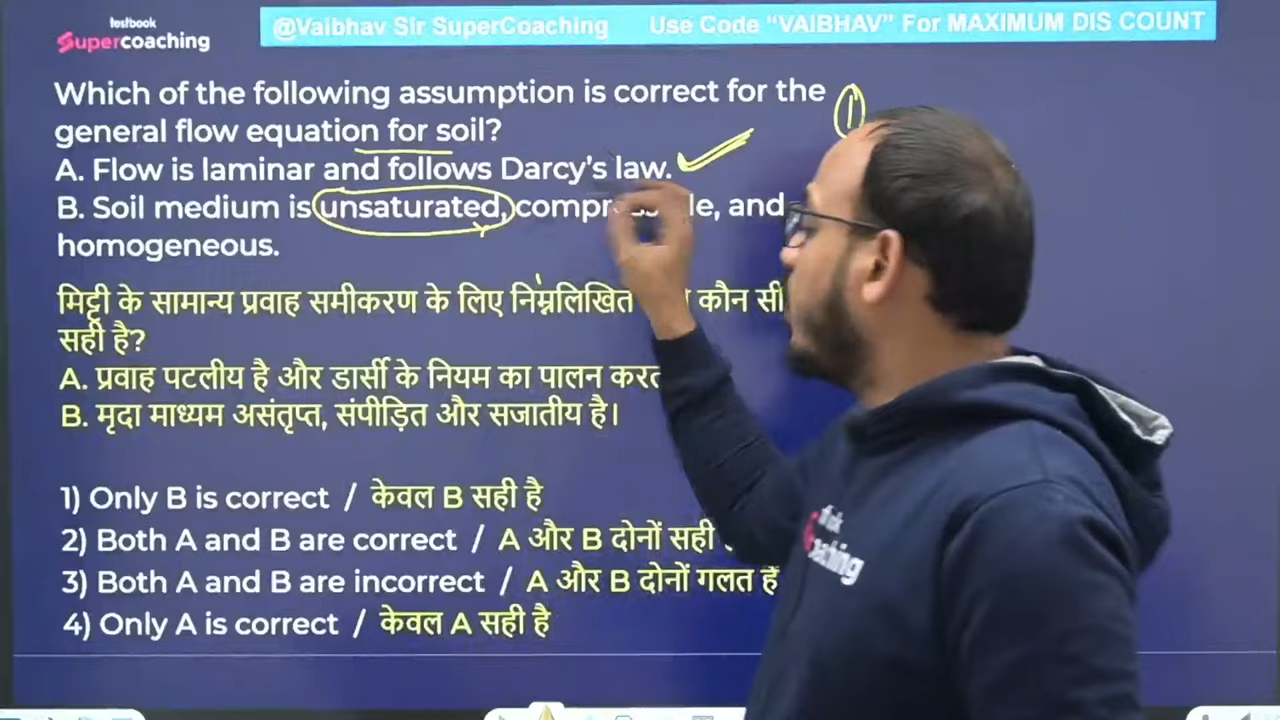 testbook
Supercoaching
@Vaibhav Sir SuperCoaching Use Code “VAIBHAV” For MAXIMUM DIS COUNT
Which of the following assumption is correct for the
general flow equation for soil?
A. Flow is laminar and follows Darcy’s law.
B. Soil medium is unsaturated, and
homogeneous.
मिट्टी के सामान्य प्रवाह समीकरण के लिए निम्नलिखित कौन सी
सही है?
A. प्रवाह पटलीय है और डार्सी के नियम का पालन
B. मृदा माध्यम असंतृप्त, संपीड़ित और सजातीय है।
1) Only B is correct / केवल B सही है
2) Both A and B are correct / A और B दोनों सही
3) Both A and B are incorrect / A और B दोनों गलत हैं
4) Only A is correct / केवल A सही है